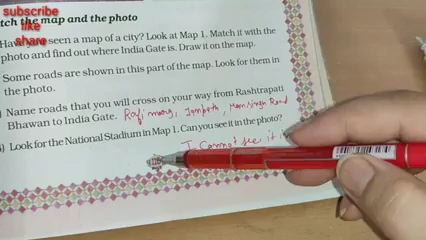 subscribe
like
share
tch the map and the photo
Have you seen a map of a city? Look at Map 1. Match it with the
photo and find out where India Gate is. Draw it on the map.
Some roads are shown in this part of the map. Look for them in
the photo.
Name roads that you will cross on your way from Rashtrapati
Bhawan to India Gate. Rafi marg, Janpath, Mansingh Road
Look for the National Stadium in Map 1. Can you see it in the photo?
I Cannot see it